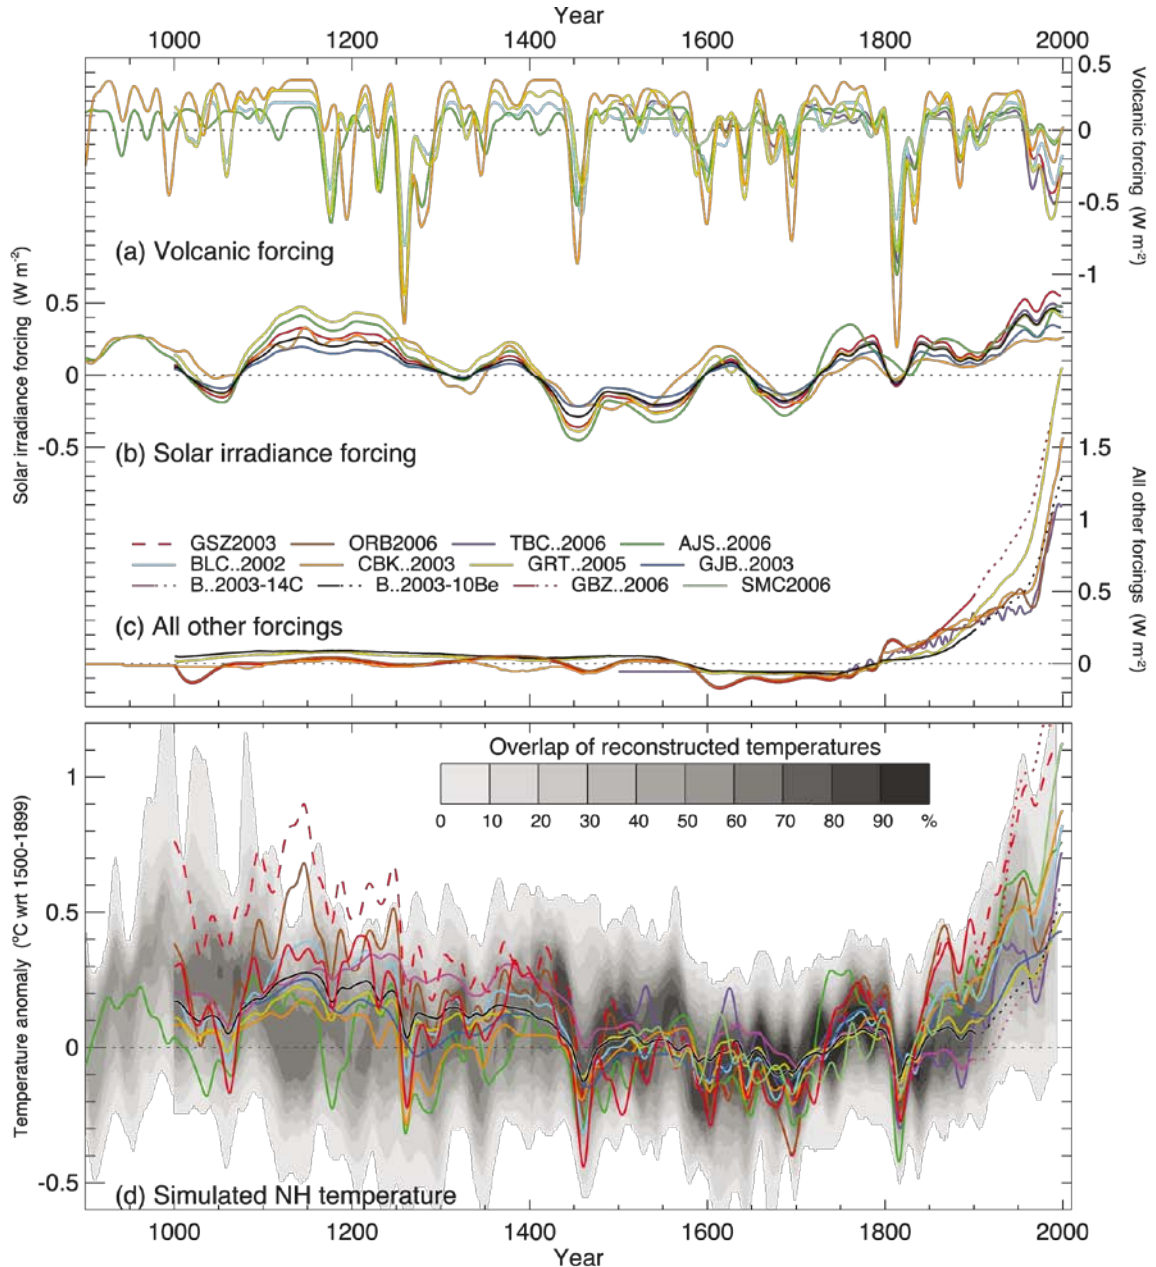 Year
1000 1200 1400 1600 1800 2000
0.5
0
-0.5
-1
Volcanic forcing (W m-2)
(a) Volcanic forcing
Solar irradiance forcing (W m-2)
0.5
0
-0.5
(b) Solar irradiance forcing
1.5
1
0.5
0
All other forcings (W m-2)
GSZ2003 ORB2006 TBC..2006 AJS..2006
BLC..2002 CBK..2003 GRT..2005 GJB..2003
B..2003-14C B..2003-10Be GBZ..2006 SMC2006
(c) All other forcings
Overlap of reconstructed temperatures
0 10 20 30 40 50 60 70 80 90 %
Temperature anomaly (°C wrt 1500-1899)
1
0.5
0
-0.5
(d) Simulated NH temperature
1000 1200 1400 1600 1800 2000
Year